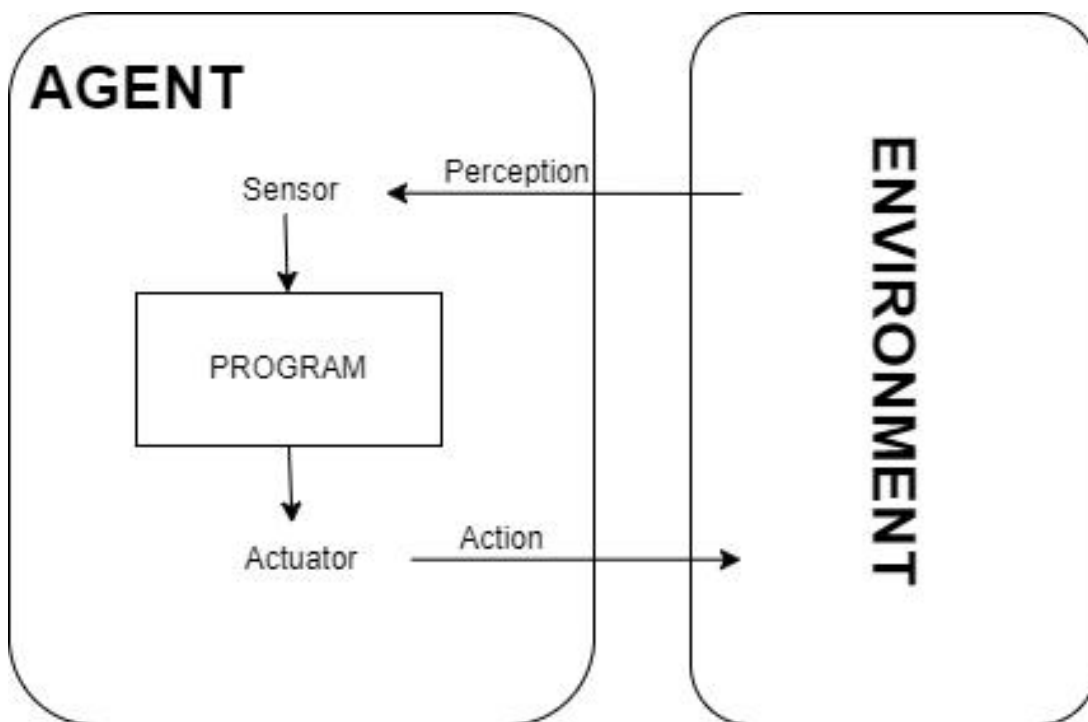 AGENT
Perception
Sensor
PROGRAM
Action
Actuator
ENVIRONMENT